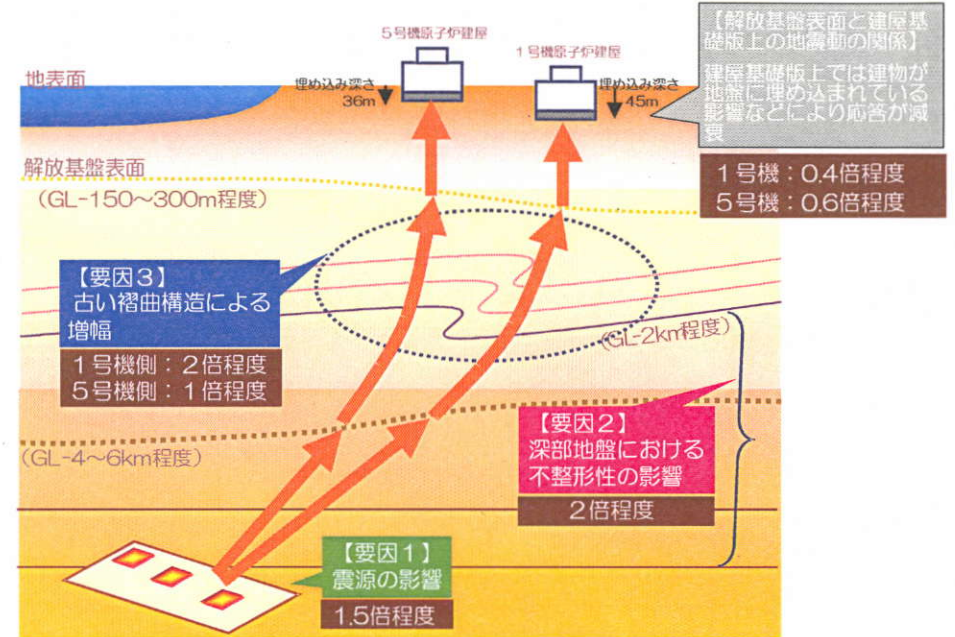 5号機原子炉建屋
1号機原子炉建屋
【解放基盤表面と建屋基
礎版上の地震動の関係】
建屋基礎版上では建物が
地盤に埋め込まれている
影響などにより応答が減
衰
地表面
埋め込み深さ
36m
埋め込み深さ
45m
解放基盤表面
(GL-150～300m程度)
1号機：0.4倍程度
5号機：0.6倍程度
【要因3】
古い褶曲構造による
増幅
1号機側：2倍程度
5号機側：1倍程度
(GL-2km程度)
【要因2】
深部地盤における
不整形性の影響
2倍程度
(GL-4～6km程度)
【要因1】
震源の影響
1.5倍程度